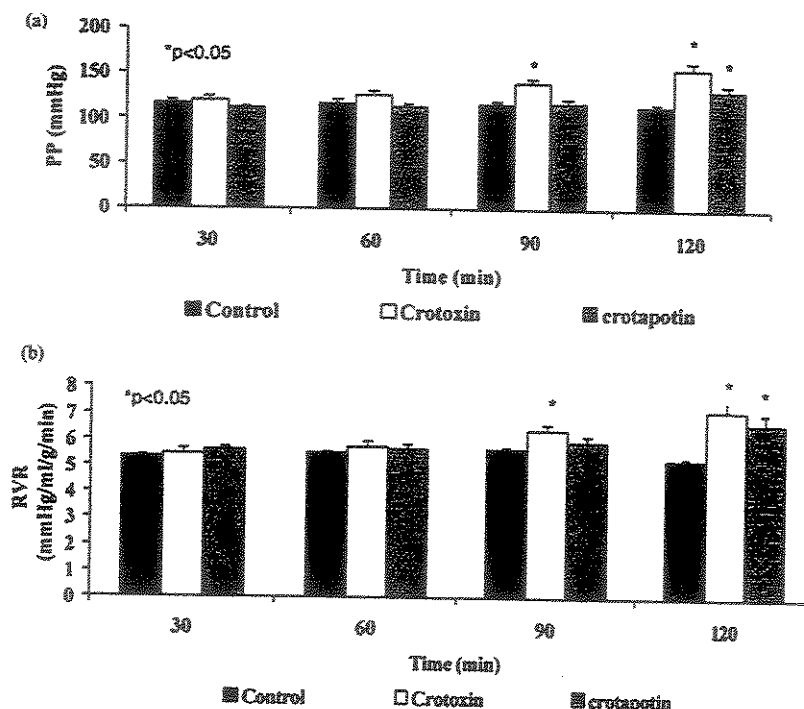 (a)
200
*p<0.05
*
*
*
150
PP (mmHg)
100
50
0
30 60 90 120
Time (min)
Control Crotoxin crotapotin
(b)
8
*p<0.05
*
*
*
7
6
5
RVR
(mmHg/ml/g/min)
4
3
2
1
0
30 60 90 120
Time (min)
Control Crotoxin crotapotin